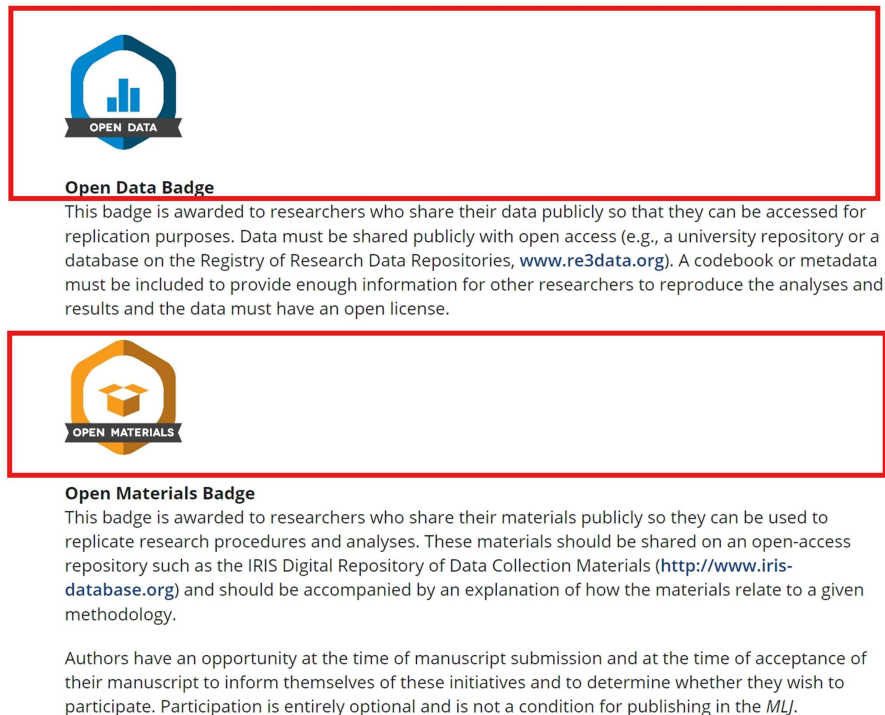 OPEN DATA
Open Data Badge
This badge is awarded to researchers who share their data publicly so that they can be accessed for
replication purposes. Data must be shared publicly with open access (e.g., a university repository or a
database on the Registry of Research Data Repositories, www.re3data.org). A codebook or metadata
must be included to provide enough information for other researchers to reproduce the analyses and
results and the data must have an open license.
OPEN MATERIALS
Open Materials Badge
This badge is awarded to researchers who share their materials publicly so they can be used to
replicate research procedures and analyses. These materials should be shared on an open-access
repository such as the IRIS Digital Repository of Data Collection Materials (http://www.iris-
database.org) and should be accompanied by an explanation of how the materials relate to a given
methodology.
Authors have an opportunity at the time of manuscript submission and at the time of acceptance of
their manuscript to inform themselves of these initiatives and to determine whether they wish to
participate. Participation is entirely optional and is not a condition for publishing in the MLJ.